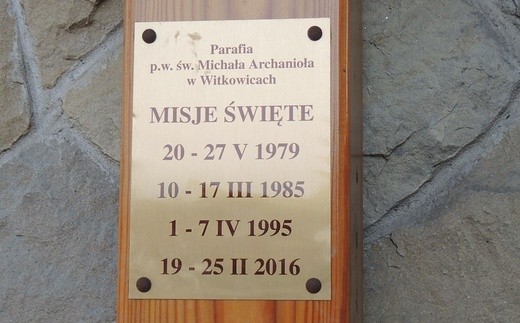 Parafia
p.w. św. Michała Archanioła
w Witkowicach
MISJE ŚWIĘTE
20 - 27 V 1979
10 - 17 III 1985
1 - 7 IV 1995
19 - 25 II 2016